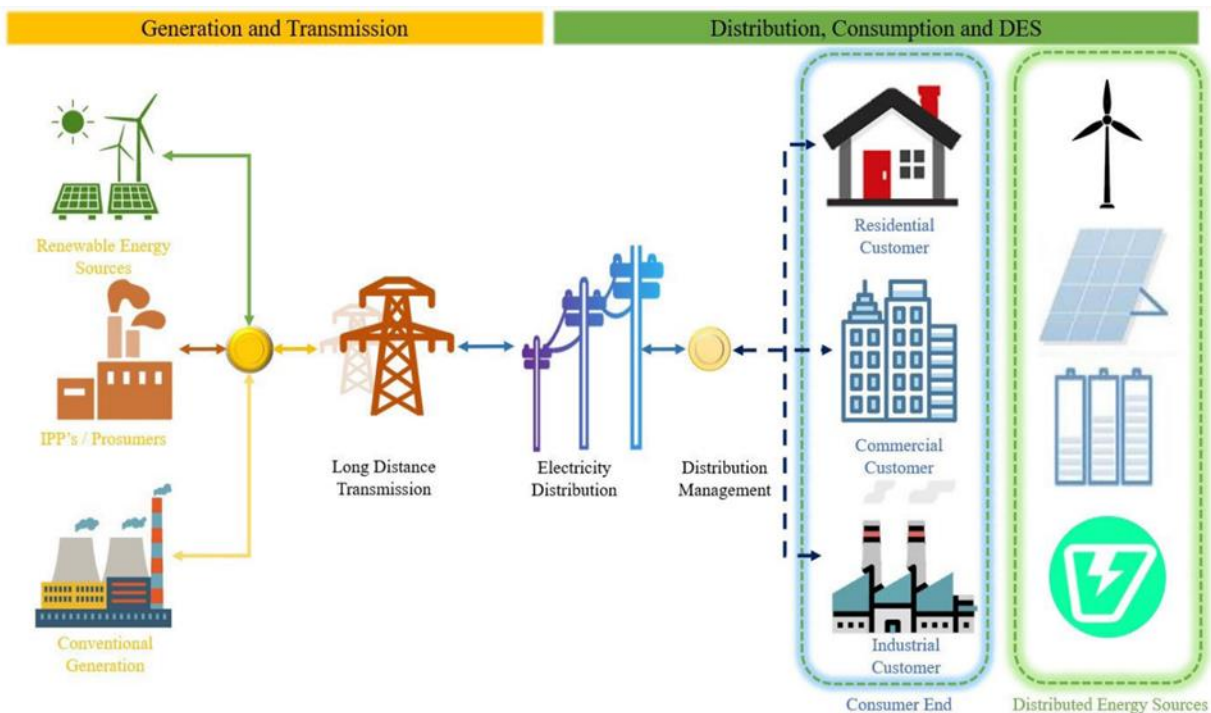 Generation and Transmission
Distribution, Consumption and DES
Renewable Energy
Sources
IPP's / Prosumers
Conventional
Generation
Long Distance
Transmission
Electricity
Distribution
Distribution
Management
Residential
Customer
Commercial
Customer
Industrial
Customer
Consumer End
Distributed Energy Sources